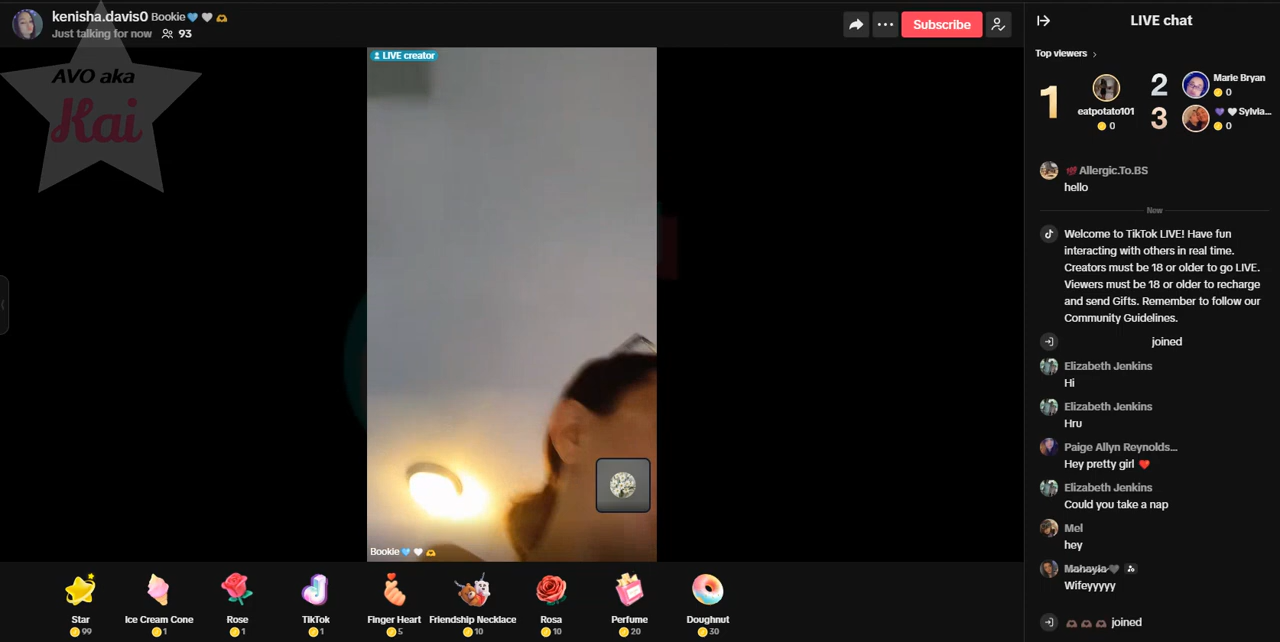 kenisha.davis0 Bookie🩵🤍🫶🏾
Just talking for now 93
Subscribe
LIVE chat
AVO aka
Kai
LIVE creator
Bookie🩵🤍🫶🏾
Top viewers
1
eatpotato101
0
2
Marie Bryan
0
3
💜🤍Sylvia...
0
💯Allergic.To.BS
hello
Now
Welcome to TikTok LIVE! Have fun
interacting with others in real time.
Creators must be 18 or older to go LIVE.
Viewers must be 18 or older to recharge
and send Gifts. Remember to follow our
Community Guidelines.
joined
Elizabeth Jenkins
Hi
Elizabeth Jenkins
Hru
Paige Allyn Reynolds...
Hey pretty girl ❤️
Elizabeth Jenkins
Could you take a nap
Mel
hey
Mahayla🩶
Wifeyyyyy
joined
Star
99
Ice Cream Cone
1
Rose
1
TikTok
1
Finger Heart
5
Friendship Necklace
10
Rosa
10
Perfume
20
Doughnut
30